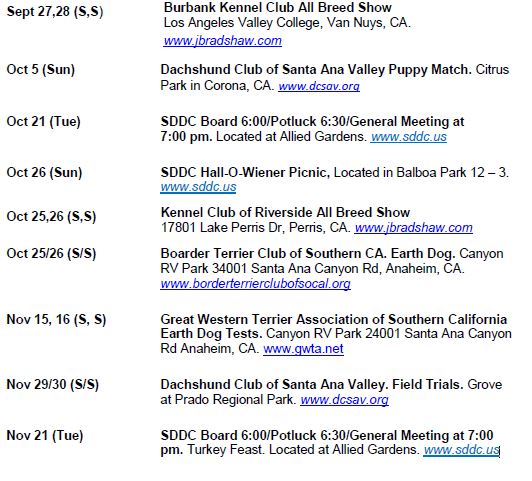 Sept 27,28 (S,S) Burbank Kennel Club All Breed Show
Los Angeles Valley College, Van Nuys, CA.
www.jbradshaw.com
Oct 5 (Sun) Dachshund Club of Santa Ana Valley Puppy Match. Citrus
Park in Corona, CA. www.dcsav.org
Oct 21 (Tue) SDDC Board 6:00/Potluck 6:30/General Meeting at
7:00 pm. Located at Allied Gardens. www.sddc.us
Oct 26 (Sun) SDDC Hall-O-Wiener Picnic, Located in Balboa Park 12 – 3.
www.sddc.us
Oct 25,26 (S,S) Kennel Club of Riverside All Breed Show
17801 Lake Perris Dr, Perris, CA. www.jbradshaw.com
Oct 25/26 (S/S) Boarder Terrier Club of Southern CA. Earth Dog. Canyon
RV Park 34001 Santa Ana Canyon Rd, Anaheim, CA.
www.borderterrierclubofsocal.org
Nov 15, 16 (S, S) Great Western Terrier Association of Southern California
Earth Dog Tests. Canyon RV Park 24001 Santa Ana Canyon
Rd Anaheim, CA. www.gwta.net
Nov 29/30 (S/S) Dachshund Club of Santa Ana Valley. Field Trials. Grove
at Prado Regional Park. www.dcsav.org
Nov 21 (Tue) SDDC Board 6:00/Potluck 6:30/General Meeting at 7:00
pm. Turkey Feast. Located at Allied Gardens. www.sddc.us